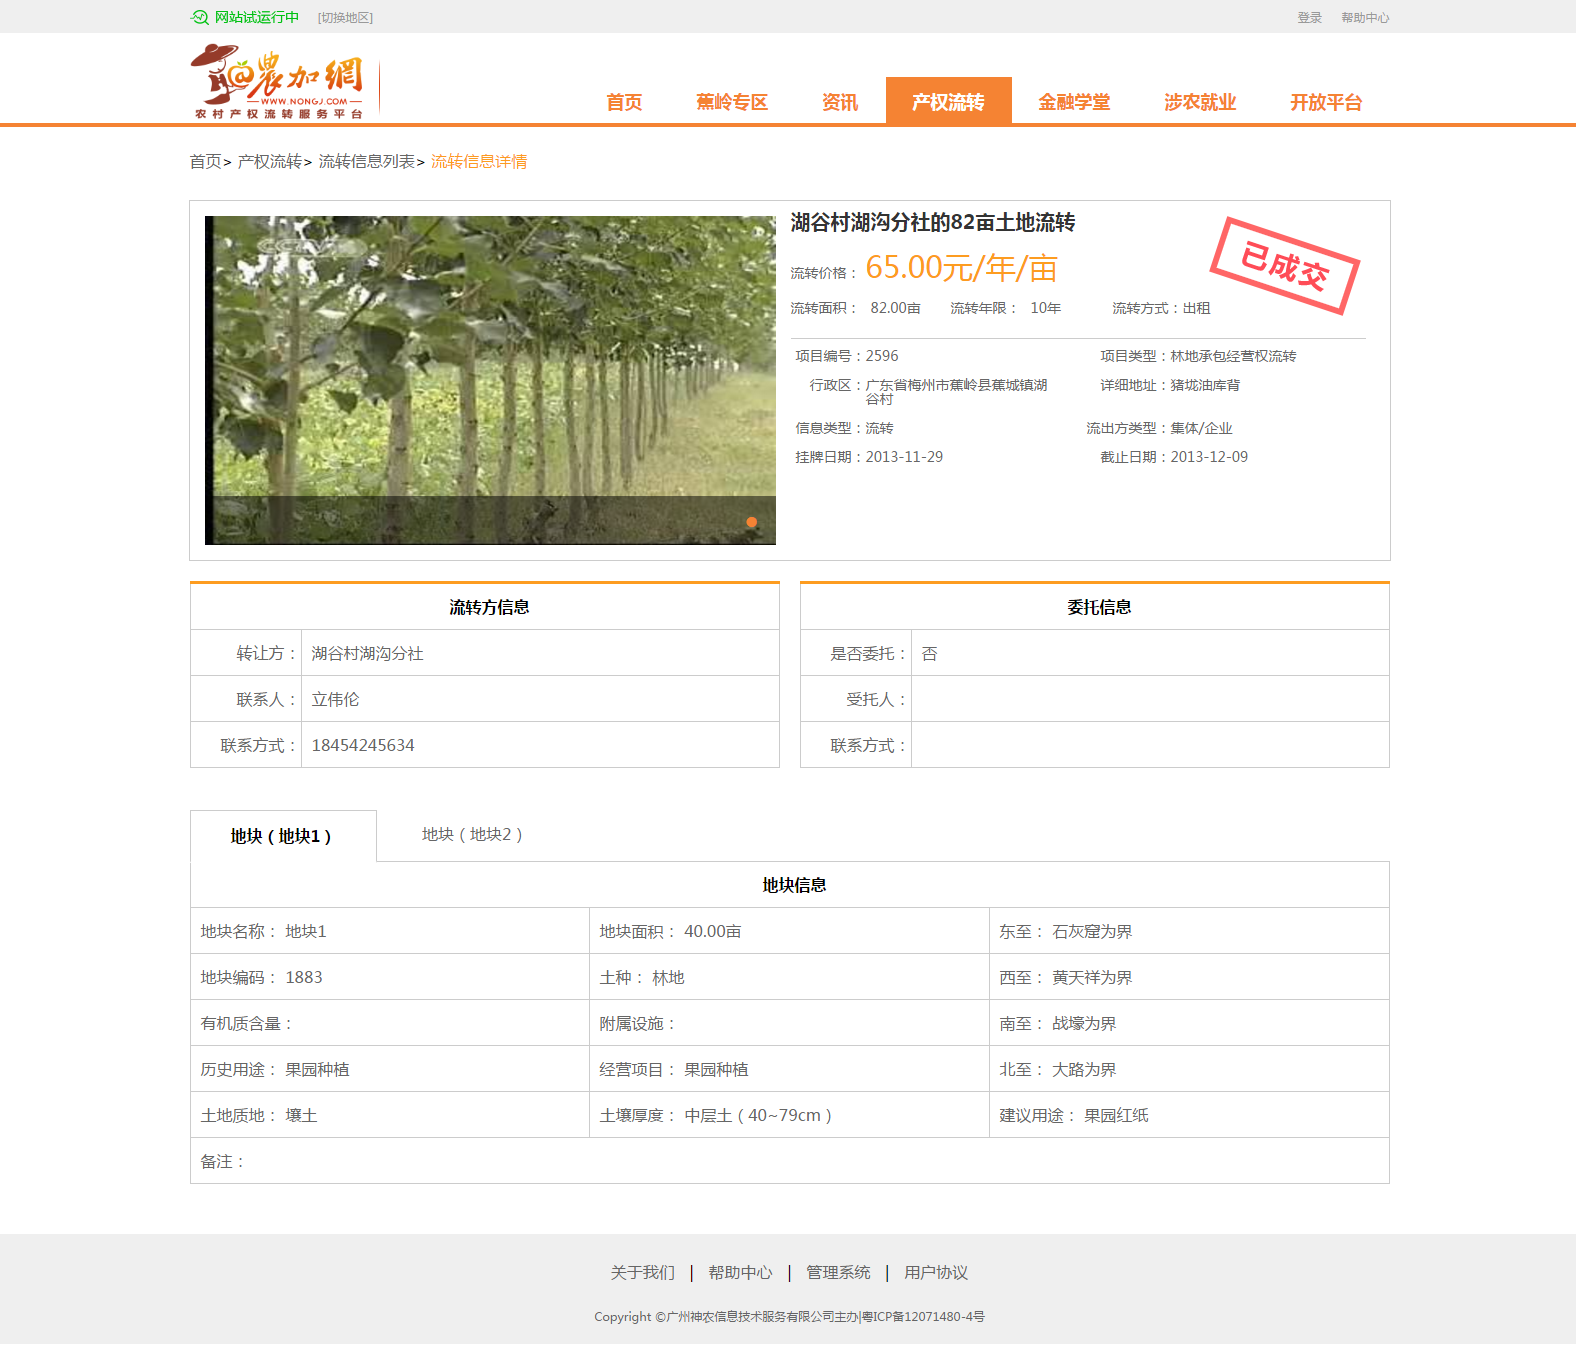 网站试运行中 [切换地区] 登录 帮助中心
@農加網
WWW.NONGJ.COM
农村产权流转服务平台
首页 蕉岭专区 资讯 产权流转 金融学堂 涉农就业 开放平台
首页> 产权流转> 流转信息列表> 流转信息详情
湖谷村湖沟分社的82亩土地流转
已成交
流转价格： 65.00元/年/亩
流转面积： 82.00亩 流转年限： 10年 流转方式：出租
项目编号：2596 项目类型：林地承包经营权流转
行政区：广东省梅州市蕉岭县蕉城镇湖谷村 详细地址：猪垅油库背
信息类型：流转 流出方类型：集体/企业
挂牌日期：2013-11-29 截止日期：2013-12-09
流转方信息
转让方： 湖谷村湖沟分社
联系人： 立伟伦
联系方式： 18454245634
委托信息
是否委托： 否
受托人：
联系方式：
地块（地块1） 地块（地块2）
地块信息
地块名称： 地块1 地块面积： 40.00亩 东至： 石灰窟为界
地块编码： 1883 土种： 林地 西至： 黄天祥为界
有机质含量： 附属设施： 南至： 战壕为界
历史用途： 果园种植 经营项目： 果园种植 北至： 大路为界
土地质地： 壤土 土壤厚度： 中层土（40~79cm） 建议用途： 果园红纸
备注：
关于我们 | 帮助中心 | 管理系统 | 用户协议
Copyright ©广州神农信息技术服务有限公司主办|粤ICP备12071480-4号